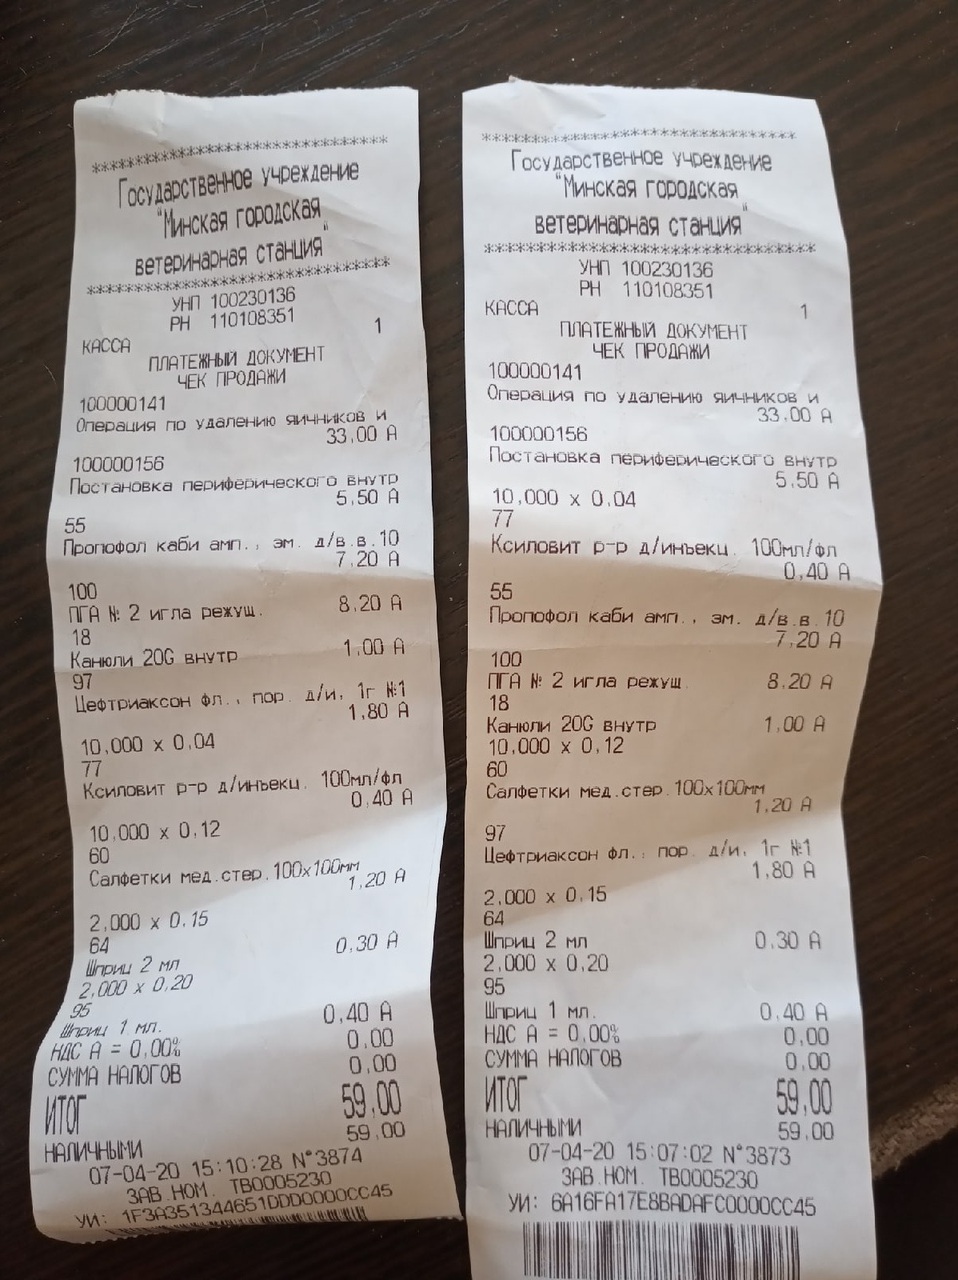 ********************************
Государственное учреждение
"Минская городская
ветеринарная станция"
********************************
УНП 100230136
РН 110108351
КАССА 1
ПЛАТЕЖНЫЙ ДОКУМЕНТ
ЧЕК ПРОДАЖИ
100000141
Операция по удалению яичников и
33,00 А
100000156
Постановка периферического внутр
5,50 А
55
Пропофол каби амп., эм. д/в.в.10
7,20 А
100
ПГА № 2 игла режущ. 8,20 А
18
Канюли 20G внутр 1,00 А
97
Цефтриаксон фл., пор. д/и, 1г №1
1,80 А
10,000 x 0,04
77
Ксиловит р-р д/инъекц. 100мл/фл
0,40 А
10,000 x 0,12
60
Салфетки мед.стер.100х100мм
1,20 А
2,000 x 0,15
64
Шприц 2 мл 0,30 А
2,000 x 0,20
95
Шприц 1 мл. 0,40 А
НДС А = 0,00% 0,00
СУММА НАЛОГОВ 0,00
ИТОГ 59,00
НАЛИЧНЫМИ 59,00
07-04-20 15:10:28 N°3874
ЗАВ.НОМ. ТВ0005230
УИ: 1F3A351344651DDD0000CC45
********************************
Государственное учреждение
"Минская городская
ветеринарная станция"
********************************
УНП 100230136
РН 110108351
КАССА 1
ПЛАТЕЖНЫЙ ДОКУМЕНТ
ЧЕК ПРОДАЖИ
100000141
Операция по удалению яичников и
33,00 А
100000156
Постановка периферического внутр
5,50 А
10,000 x 0,04
77
Ксиловит р-р д/инъекц. 100мл/фл
0,40 А
55
Пропофол каби амп., эм. д/в.в.10
7,20 А
100
ПГА № 2 игла режущ. 8,20 А
18
Канюли 20G внутр 1,00 А
10,000 x 0,12
60
Салфетки мед.стер.100х100мм
1,20 А
97
Цефтриаксон фл., пор. д/и, 1г №1
1,80 А
2,000 x 0,15
64
Шприц 2 мл 0,30 А
2,000 x 0,20
95
Шприц 1 мл. 0,40 А
НДС А = 0,00% 0,00
СУММА НАЛОГОВ 0,00
ИТОГ 59,00
НАЛИЧНЫМИ 59,00
07-04-20 15:07:02 N°3873
ЗАВ.НОМ. ТВ0005230
УИ: 6A16FA17E8BADAFC0000CC45